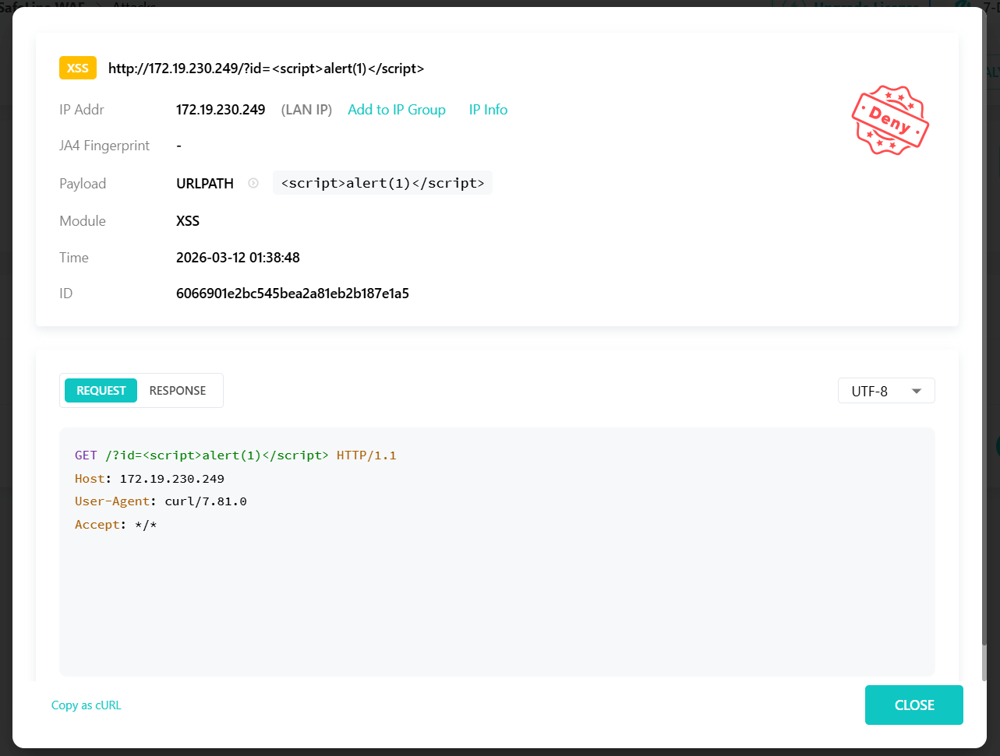 XSS http://172.19.230.249/?id=<script>alert(1)</script>
IP Addr 172.19.230.249 (LAN IP) Add to IP Group IP Info
Deny
JA4 Fingerprint -
Payload URLPATH <script>alert(1)</script>
Module XSS
Time 2026-03-12 01:38:48
ID 6066901e2bc545bea2a81eb2b187e1a5
REQUEST RESPONSE UTF-8
GET /?id=<script>alert(1)</script> HTTP/1.1
Host: 172.19.230.249
User-Agent: curl/7.81.0
Accept: */*
Copy as cURL CLOSE